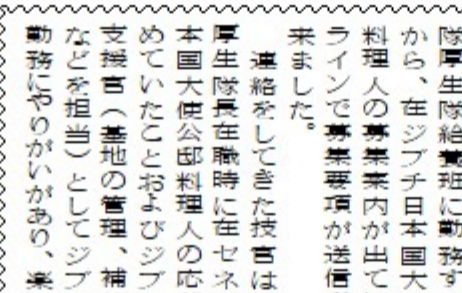 隊厚生隊給養班に勤務す
から、在ジブチ日本国大
料理人の募集案内が出て
ラインで募集要項が送信
来ました。
連絡をしてきた技官は
厚生隊長在職時に在セネ
本国大使公邸料理人の応
めていたことおよびジブ
支援官（基地の管理、補
などを担当）としてジブ
勤務にやりがいがあり、楽